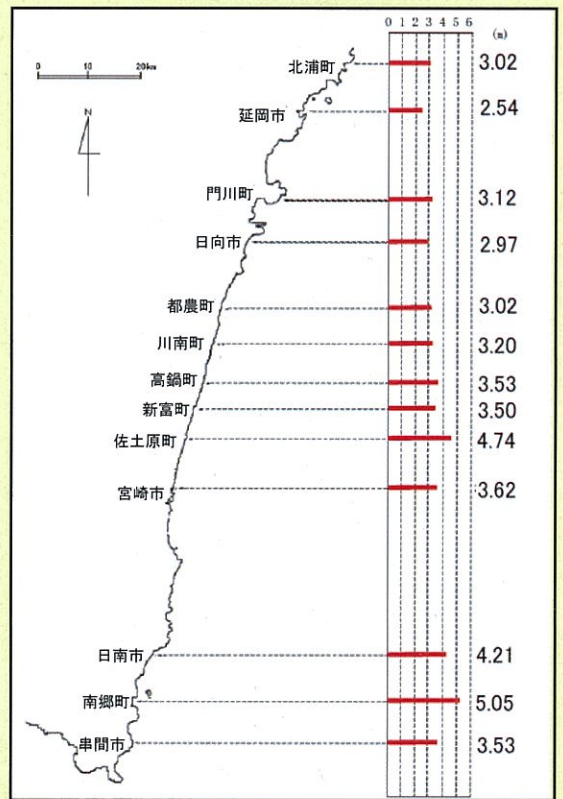 0 1 2 3 4 5 6
(m)
0 10 20km
N
北浦町 3.02
延岡市 2.54
門川町 3.12
日向市 2.97
都農町 3.02
川南町 3.20
高鍋町 3.53
新富町 3.50
佐土原町 4.74
宮崎市 3.62
日南市 4.21
南郷町 5.05
串間市 3.53